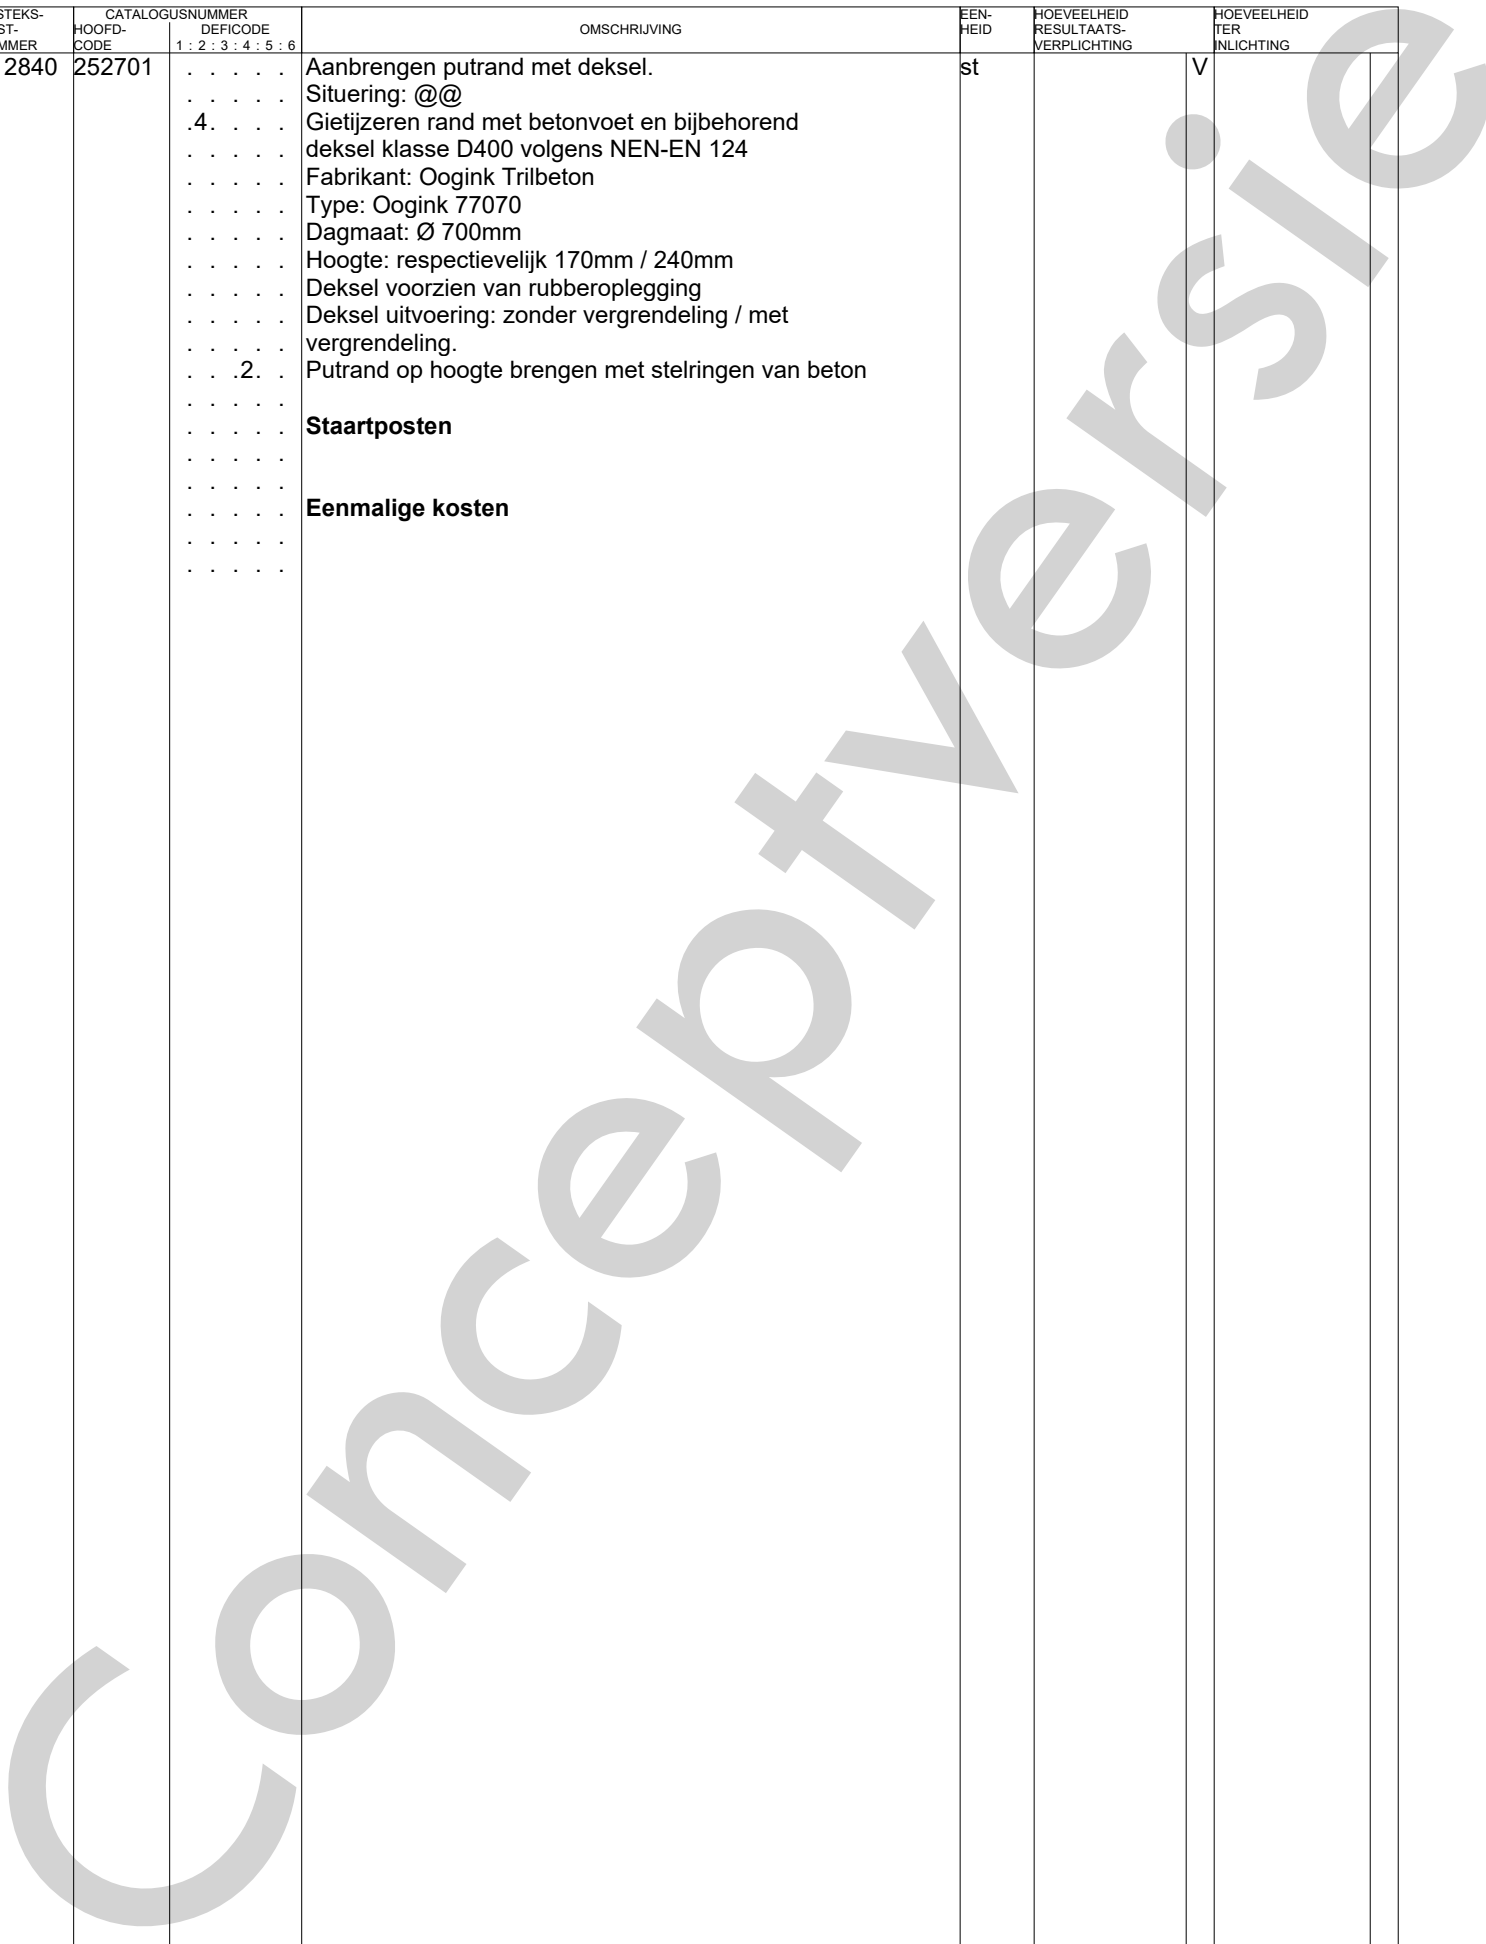 STEKS- CATALOGUSNUMMER EEN- HOEVEELHEID HOEVEELHEID
ST- HOOFD- DEFICODE OMSCHRIJVING HEID RESULTAATS- TER
MMER CODE 1 : 2 : 3 : 4 : 5 : 6 VERPLICHTING INLICHTING
2840 252701 . . . . . Aanbrengen putrand met deksel. st V
. . . . . Situering: @@
.4. . . . Gietijzeren rand met betonvoet en bijbehorend
. . . . . deksel klasse D400 volgens NEN-EN 124
. . . . . Fabrikant: Oogink Trilbeton
. . . . . Type: Oogink 77070
. . . . . Dagmaat: Ø 700mm
. . . . . Hoogte: respectievelijk 170mm / 240mm
. . . . . Deksel voorzien van rubberoplegging
. . . . . Deksel uitvoering: zonder vergrendeling / met
. . . . . vergrendeling.
. . .2. . Putrand op hoogte brengen met stelringen van beton
. . . . .
. . . . . Staartposten
. . . . .
. . . . .
. . . . . Eenmalige kosten
. . . . .
. . . . .
Conceptversie